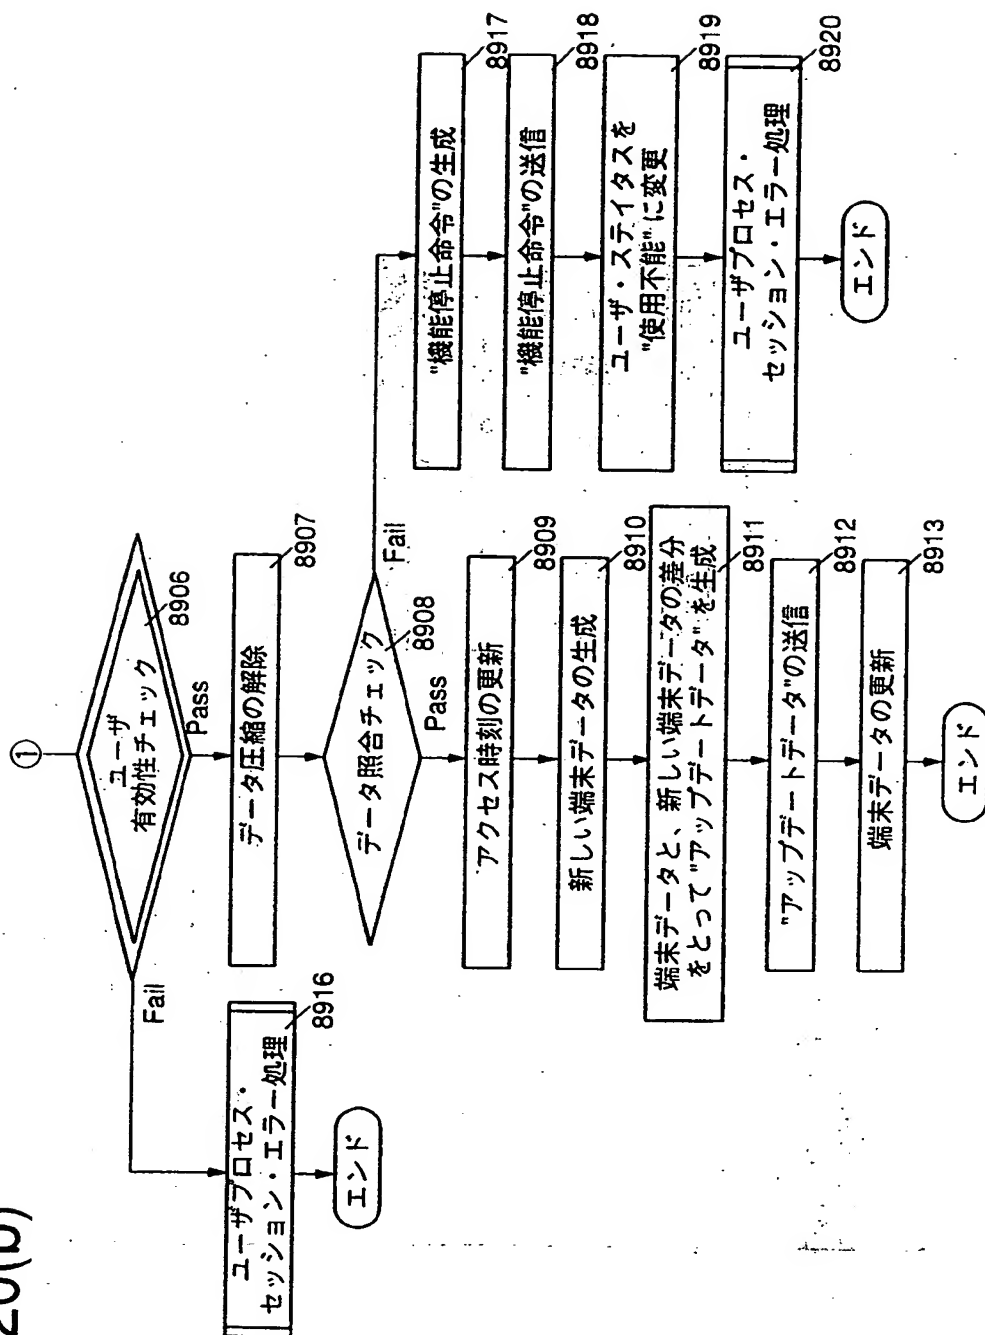 20(b)
①
ユーザ
有効性チェック
8906
Fail
Pass
ユーザプロセス・
セッション・エラー処理
8916
エンド
データ圧縮の解除
8907
データ照合チェック
8908
Pass
Fail
アクセス時刻の更新
8909
新しい端末データの生成
8910
端末データと、新しい端末データの差分
をとって"アップデートデータ"を生成
8911
"アップデートデータ"の送信
8912
端末データの更新
8913
エンド
"機能停止命令"の生成
8917
"機能停止命令"の送信
8918
ユーザ・ステイタスを
"使用不能"に変更
8919
ユーザプロセス・
セッション・エラー処理
8920
エンド